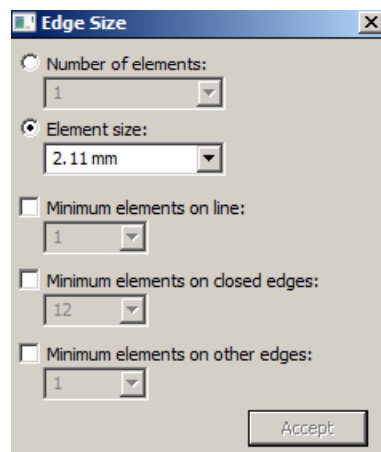 Edge Size
Number of elements:
1
Element size:
2.11 mm
Minimum elements on line:
1
Minimum elements on closed edges:
12
Minimum elements on other edges:
1
Accept